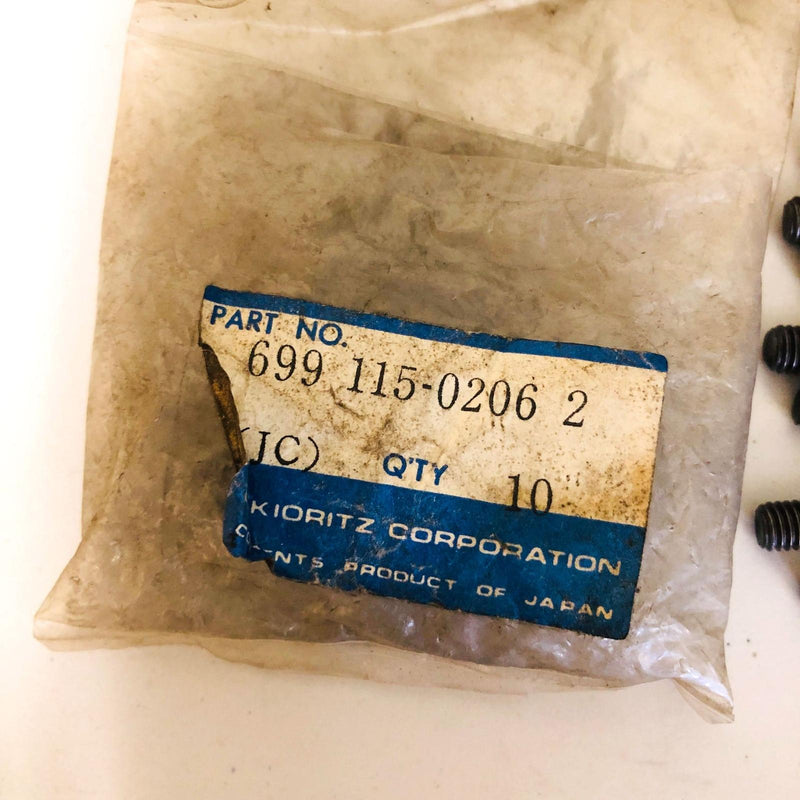 PART NO.
699 115-0206 2
(JC) Q'TY 10
KIORITZ CORPORATION
PRODUCT OF JAPAN